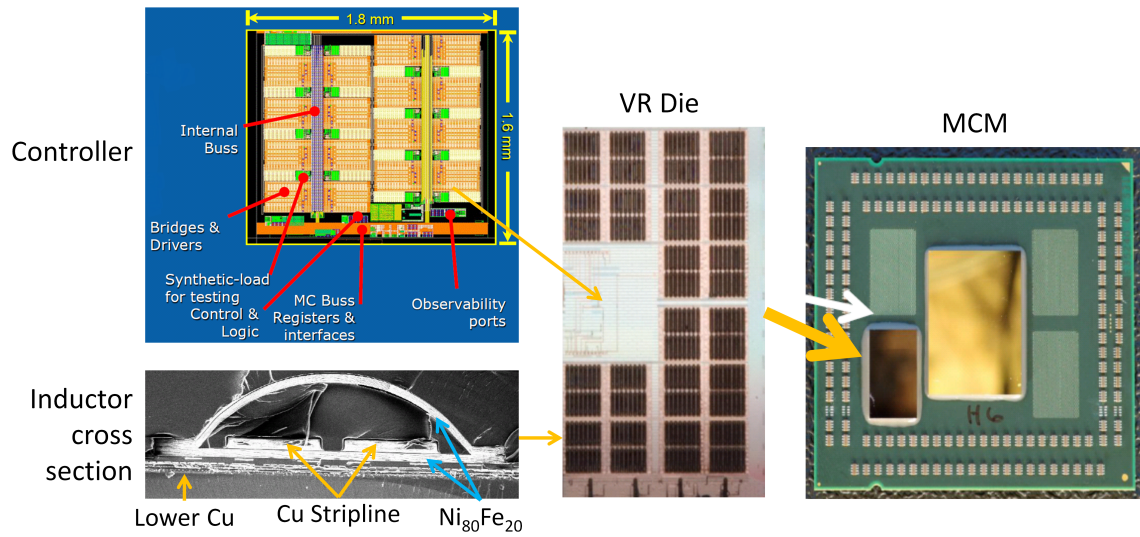 Controller
1.8 mm
1.6 mm
Internal
Buss
Bridges &
Drivers
Synthetic-load
for testing
Control &
Logic
MC Buss
Registers &
interfaces
Observability
ports
Inductor
cross
section
Lower Cu
Cu Stripline
Ni80Fe20
VR Die
MCM
H6